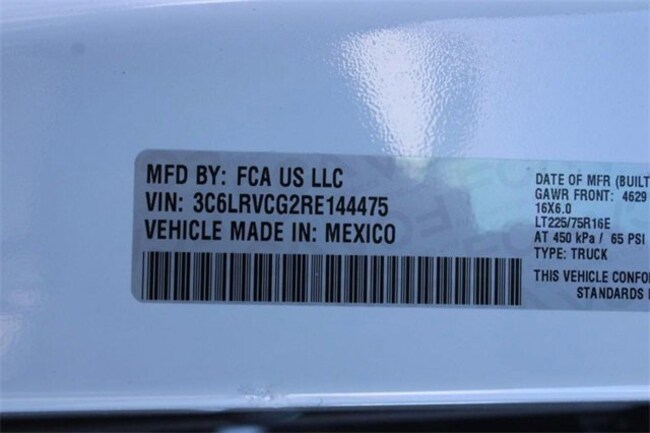 MFD BY: FCA US LLC
VIN: 3C6LRVCG2RE144475
VEHICLE MADE IN: MEXICO
DATE OF MFR (BUILT
GAWR FRONT: 4629
16X6.0
LT225/75R16E
AT 450 kPa / 65 PSI
TYPE: TRUCK
THIS VEHICLE CONFO
STANDARDS